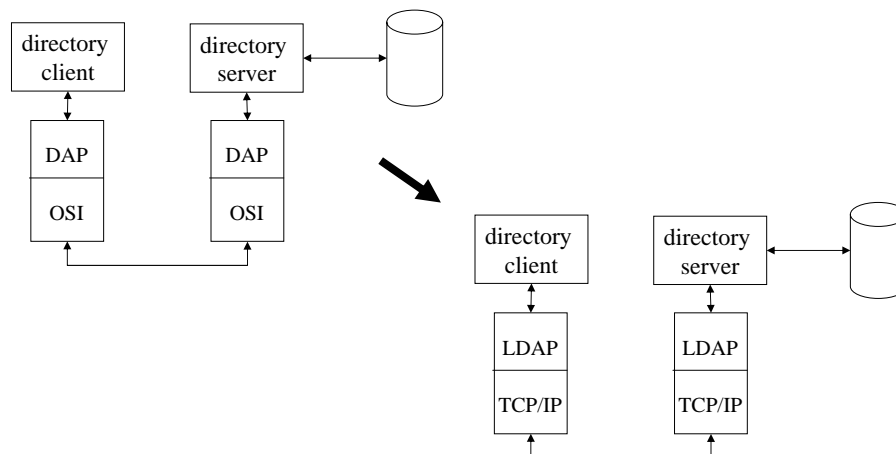 directory
client
directory
server
DAP
OSI
DAP
OSI
directory
client
directory
server
LDAP
TCP/IP
LDAP
TCP/IP